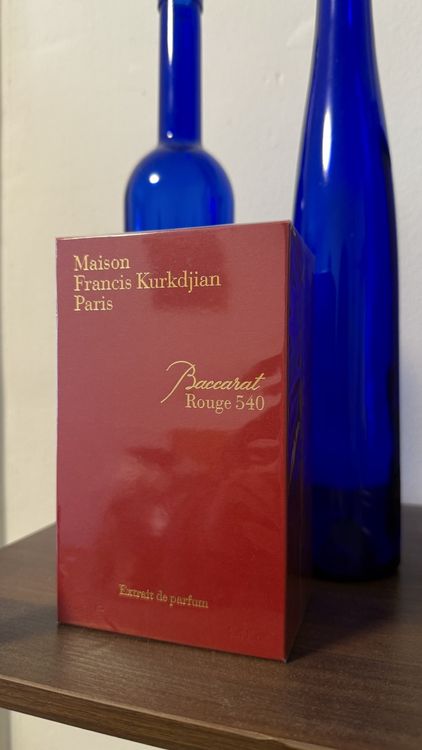 Maison
Francis Kurkdjian
Paris
Baccarat
Rouge 540
Extrait de parfum